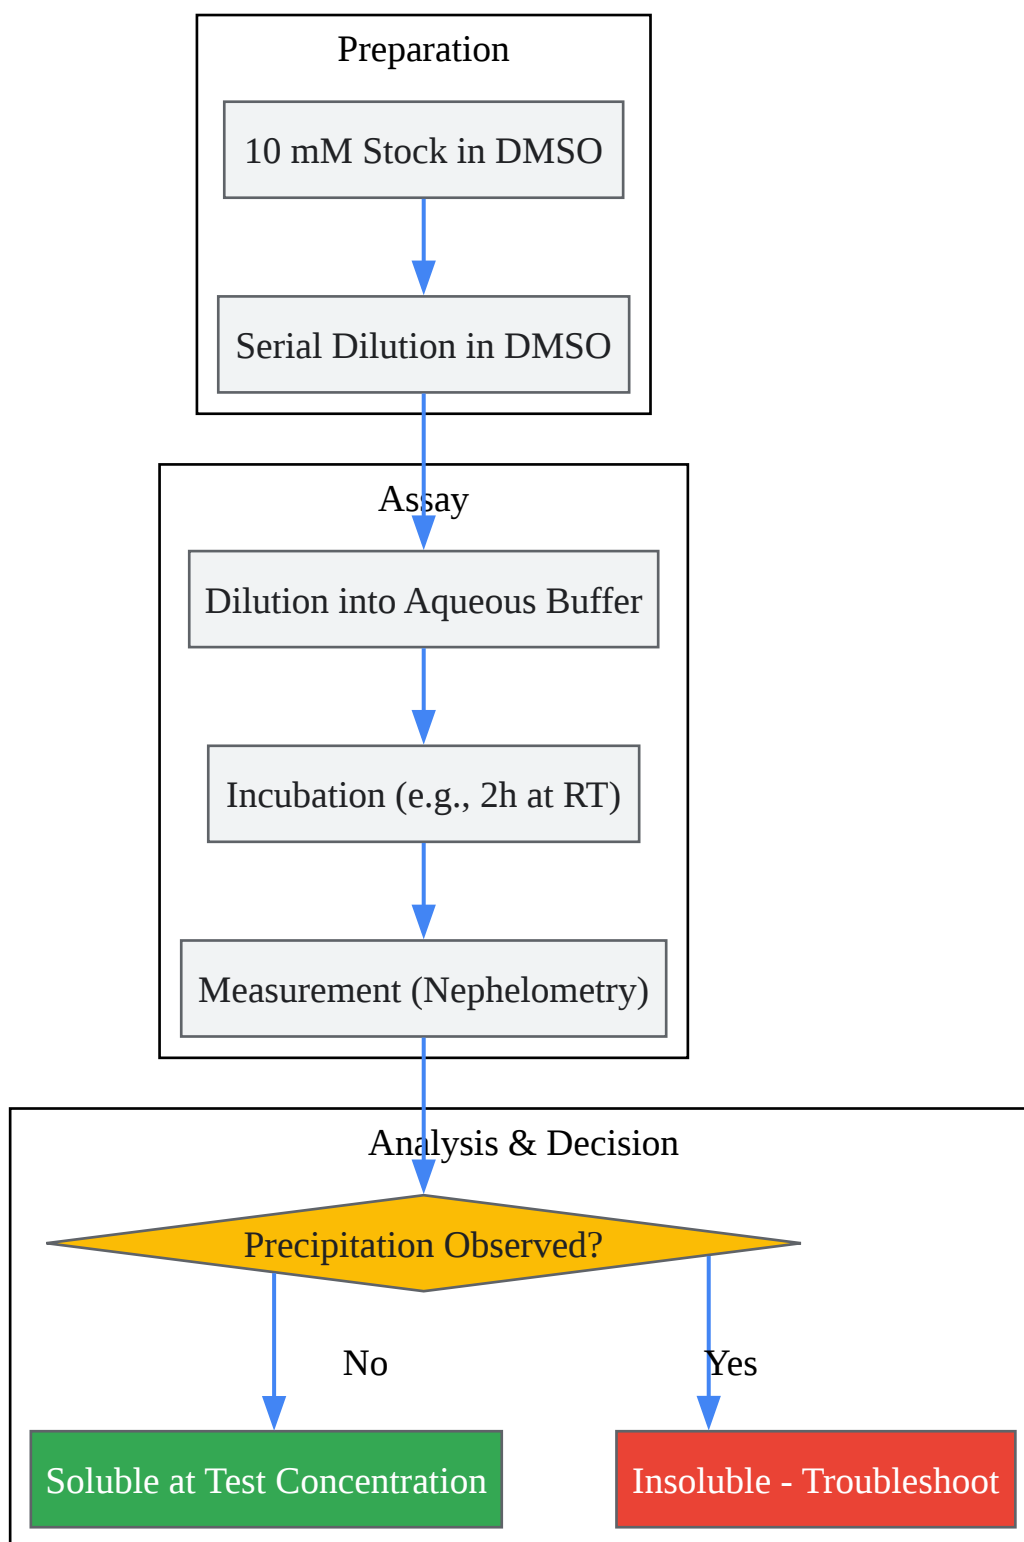 Preparation
10 mM Stock in DMSO
Serial Dilution in DMSO
Assay
Dilution into Aqueous Buffer
Incubation (e.g., 2h at RT)
Measurement (Nephelometry)
Analysis & Decision
Precipitation Observed?
No
Yes
Soluble at Test Concentration
Insoluble - Troubleshoot